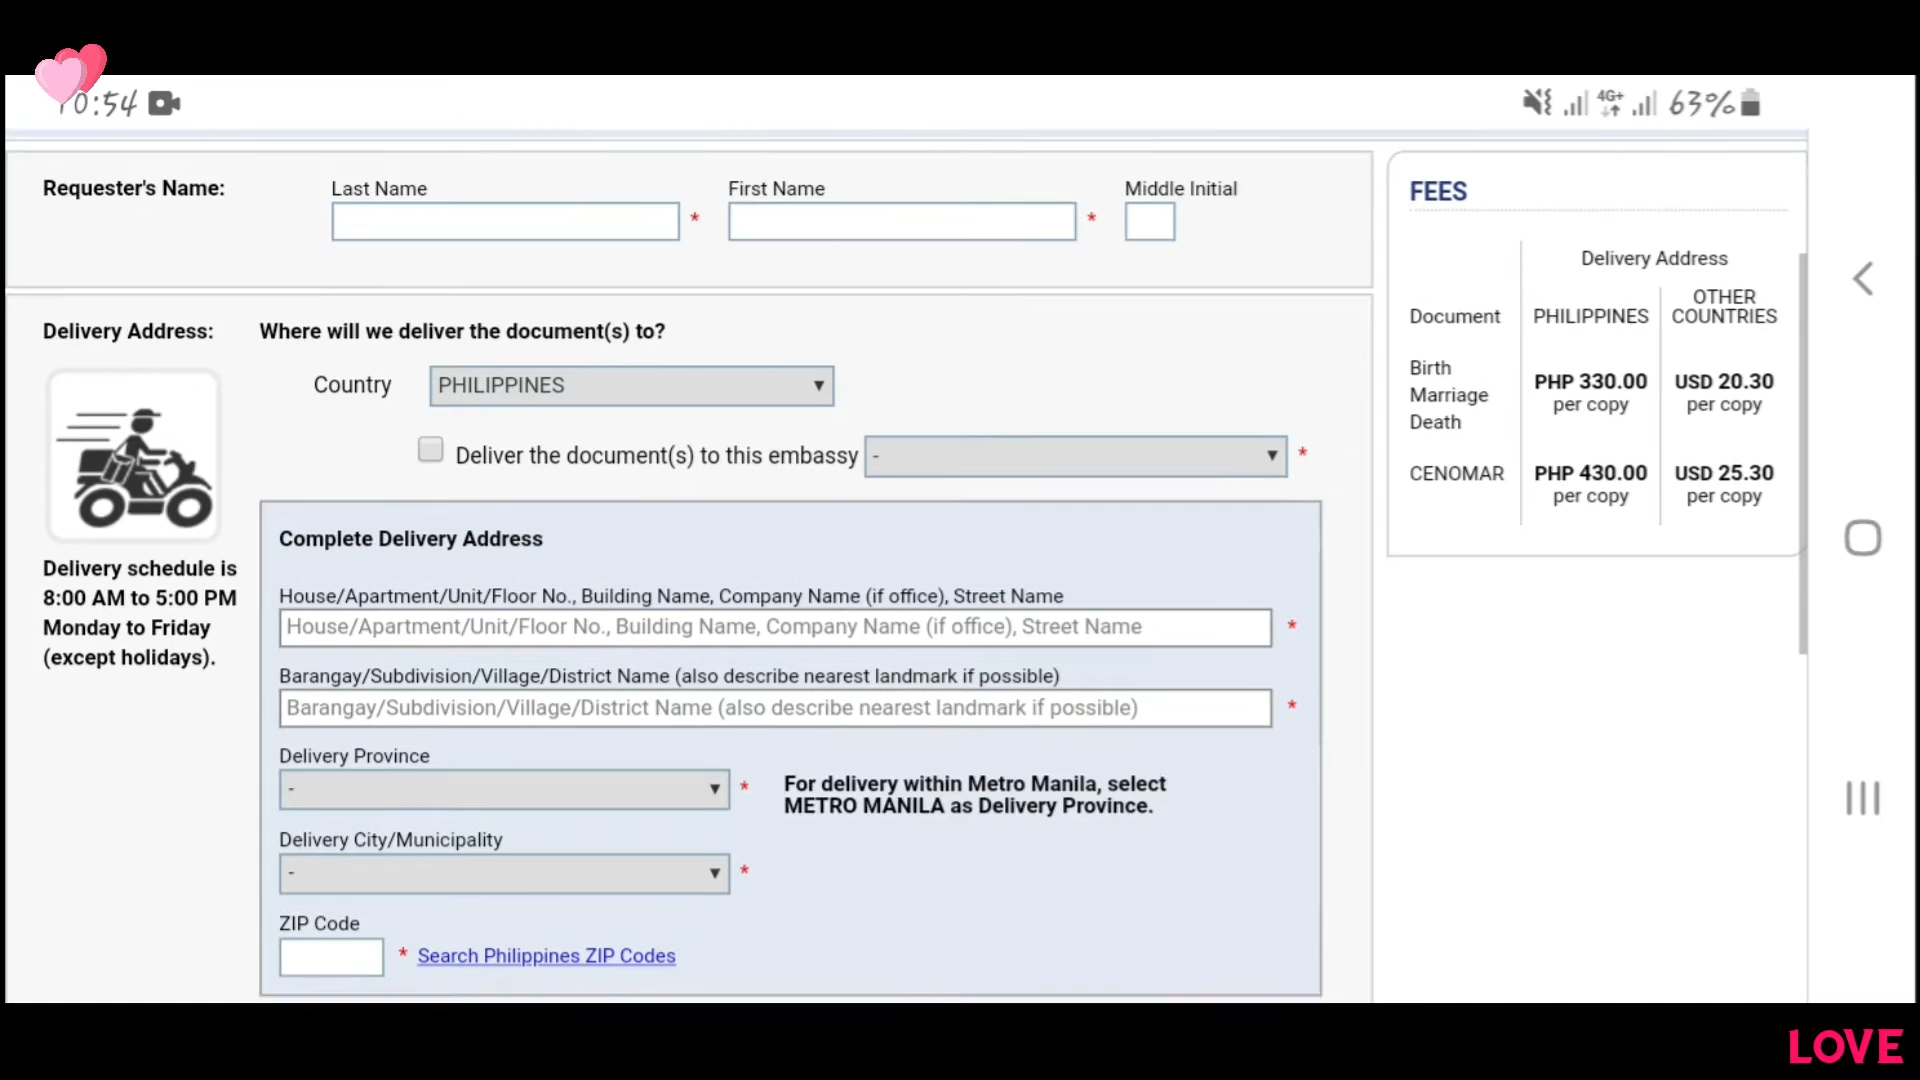 10:54
4G+ 63%
Requester's Name:
Last Name
*
First Name
*
Middle Initial
Delivery Address:
Where will we deliver the document(s) to?
Country
PHILIPPINES
Deliver the document(s) to this embassy
-
*
Delivery schedule is
8:00 AM to 5:00 PM
Monday to Friday
(except holidays).
Complete Delivery Address
House/Apartment/Unit/Floor No., Building Name, Company Name (if office), Street Name
House/Apartment/Unit/Floor No., Building Name, Company Name (if office), Street Name
*
Barangay/Subdivision/Village/District Name (also describe nearest landmark if possible)
Barangay/Subdivision/Village/District Name (also describe nearest landmark if possible)
*
Delivery Province
-
*
For delivery within Metro Manila, select
METRO MANILA as Delivery Province.
Delivery City/Municipality
-
*
ZIP Code
* Search Philippines ZIP Codes
FEES
Delivery Address
Document
PHILIPPINES
OTHER
COUNTRIES
Birth
Marriage
Death
PHP 330.00
per copy
USD 20.30
per copy
CENOMAR
PHP 430.00
per copy
USD 25.30
per copy
LOVE